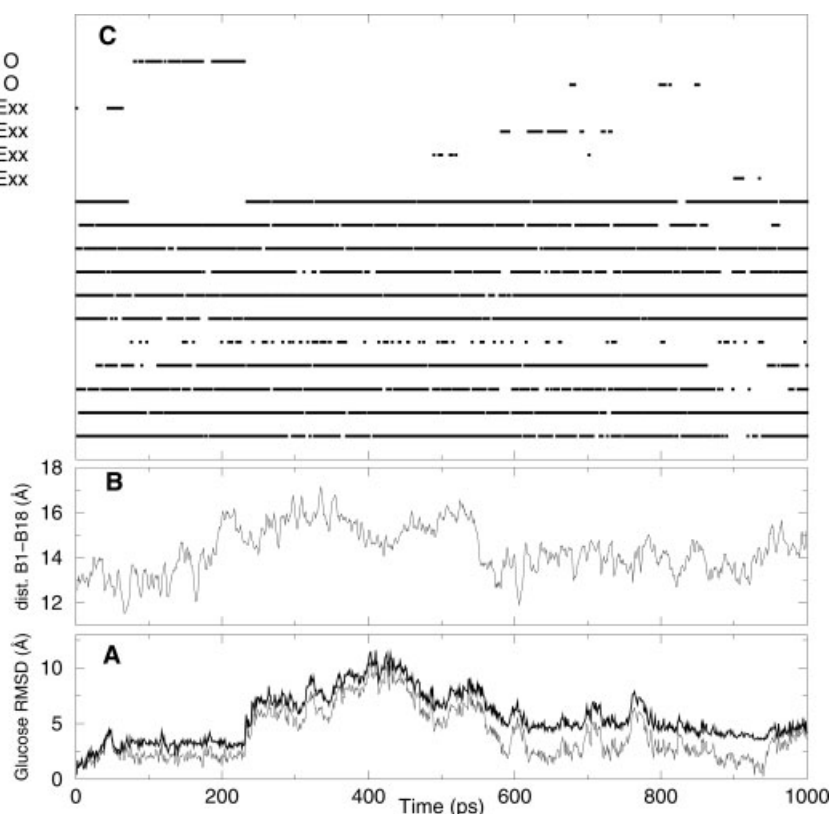 C
O
O
Exx
Exx
Exx
Exx
18
B
16
14
12
dist. B1−B18 (Å)
A
10
5
0
Glucose RMSD (Å)
0 200 400 600 800 1000
Time (ps)